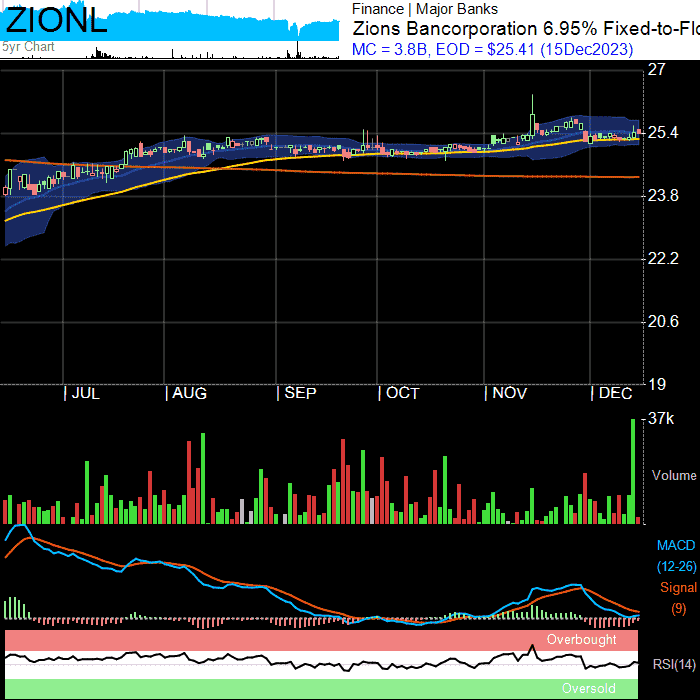 ZIONL
5yr Chart
Finance | Major Banks
Zions Bancorporation 6.95% Fixed-to-Flo
MC = 3.8B, EOD = $25.41 (15Dec2023)
27
25.4
23.8
22.2
20.6
19
| JUL | AUG | SEP | OCT | NOV | DEC
37k
Volume
MACD
(12-26)
Signal
(9)
Overbought
RSI(14)
Oversold